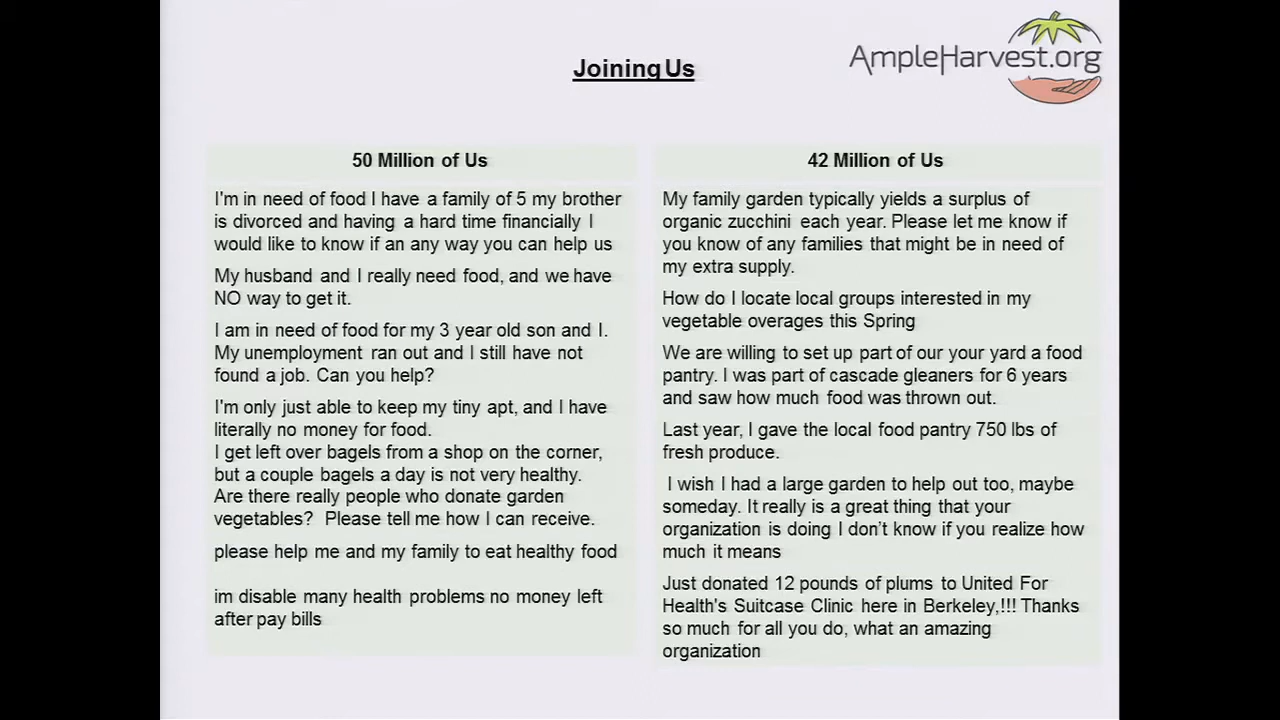 Joining Us
AmpleHarvest.org
50 Million of Us
I'm in need of food I have a family of 5 my brother
is divorced and having a hard time financially I
would like to know if an any way you can help us
My husband and I really need food, and we have
NO way to get it.
I am in need of food for my 3 year old son and I.
My unemployment ran out and I still have not
found a job. Can you help?
I'm only just able to keep my tiny apt, and I have
literally no money for food.
I get left over bagels from a shop on the corner,
but a couple bagels a day is not very healthy.
Are there really people who donate garden
vegetables? Please tell me how I can receive.
please help me and my family to eat healthy food
im disable many health problems no money left
after pay bills
42 Million of Us
My family garden typically yields a surplus of
organic zucchini each year. Please let me know if
you know of any families that might be in need of
my extra supply.
How do I locate local groups interested in my
vegetable overages this Spring
We are willing to set up part of our your yard a food
pantry. I was part of cascade gleaners for 6 years
and saw how much food was thrown out.
Last year, I gave the local food pantry 750 lbs of
fresh produce.
I wish I had a large garden to help out too, maybe
someday. It really is a great thing that your
organization is doing I don’t know if you realize how
much it means
Just donated 12 pounds of plums to United For
Health's Suitcase Clinic here in Berkeley,!!! Thanks
so much for all you do, what an amazing
organization